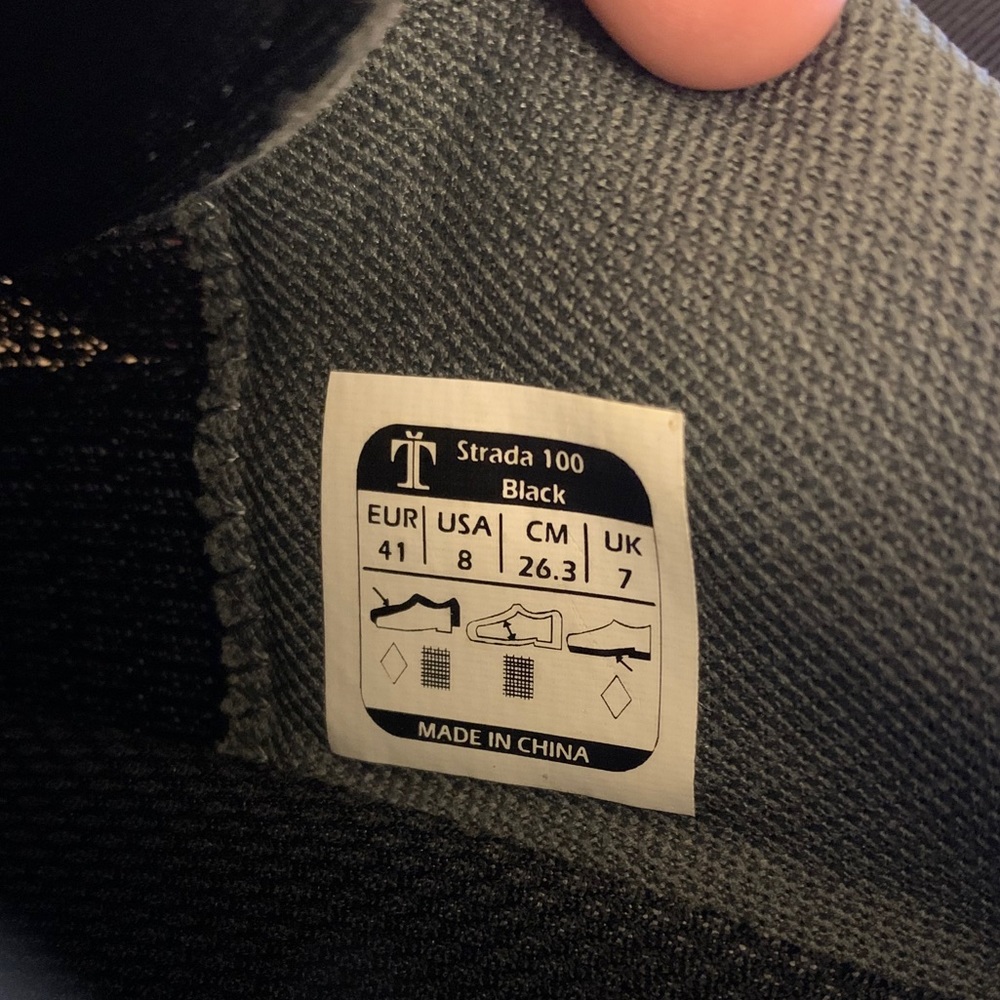 Ť Strada 100
Black
EUR USA CM UK
41 8 26.3 7
MADE IN CHINA